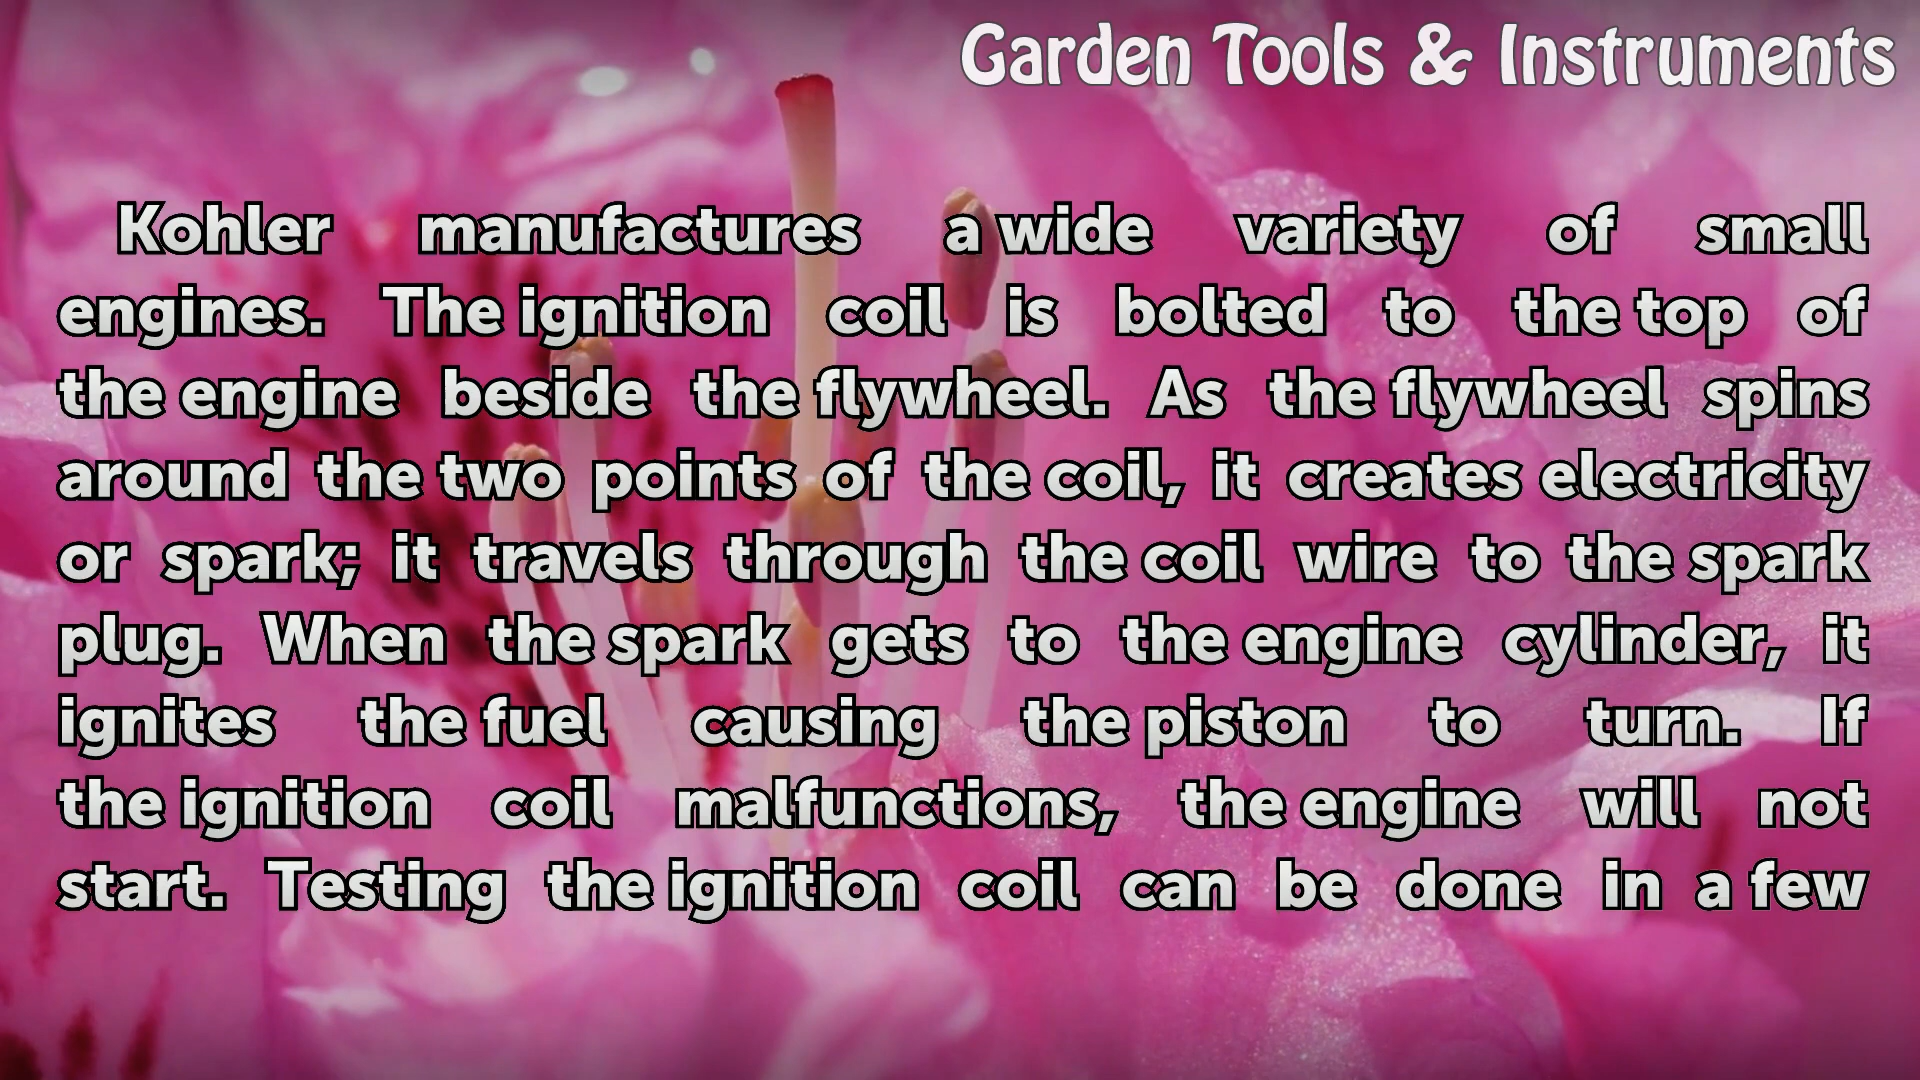 Garden Tools & Instruments
Kohler manufactures a wide variety of small
engines. The ignition coil is bolted to the top of
the engine beside the flywheel. As the flywheel spins
around the two points of the coil, it creates electricity
or spark; it travels through the coil wire to the spark
plug. When the spark gets to the engine cylinder, it
ignites the fuel causing the piston to turn. If
the ignition coil malfunctions, the engine will not
start. Testing the ignition coil can be done in a few